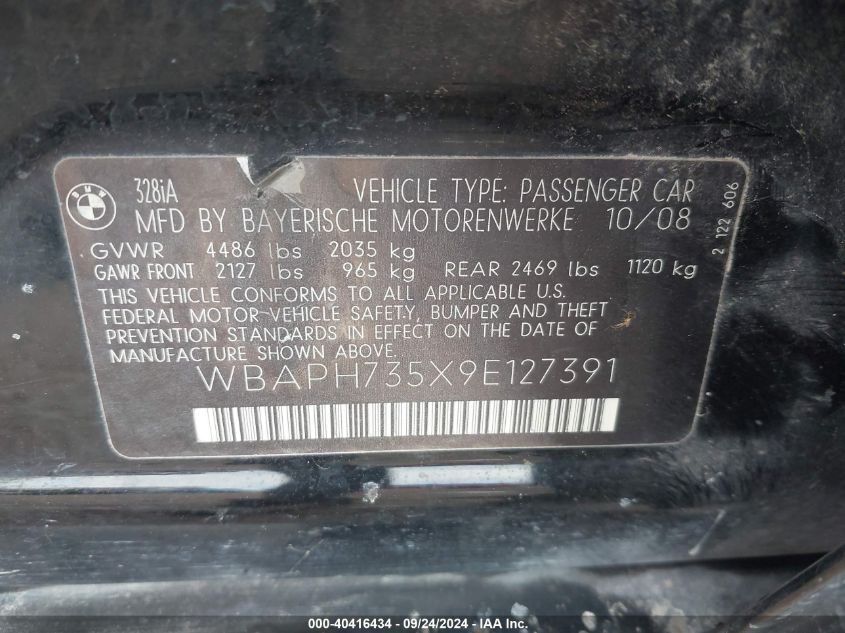 BMW
328iA VEHICLE TYPE: PASSENGER CAR
MFD BY BAYERISCHE MOTORENWERKE 10/08
GVWR 4486 lbs 2035 kg
GAWR FRONT 2127 lbs 965 kg REAR 2469 lbs 1120 kg
THIS VEHICLE CONFORMS TO ALL APPLICABLE U.S.
FEDERAL MOTOR VEHICLE SAFETY, BUMPER AND THEFT
PREVENTION STANDARDS IN EFFECT ON THE DATE OF
MANUFACTURE SHOWN ABOVE.
WBAPH735X9E127391
2 122 606
000-40416434 - 09/24/2024 - IAA Inc.